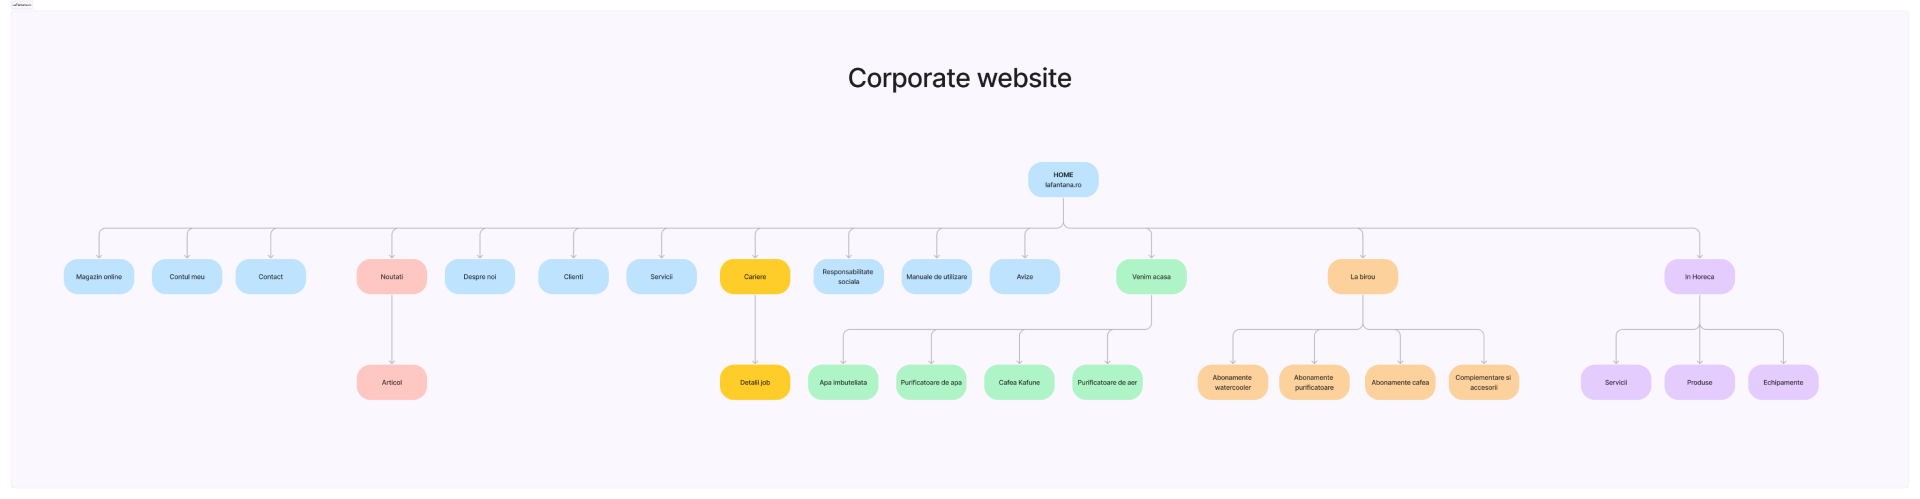 Corporate website
HOME
lafantana.ro
Magazin online
Contul meu
Contact
Noutati
Despre noi
Clienti
Servicii
Cariere
Responsabilitate
sociala
Manuale de utilizare
Avize
Venim acasa
La birou
In Horeca
Articol
Detalii job
Apa imbuteliata
Purificatoare de apa
Cafea Kafune
Purificatoare de aer
Abonamente
watercooler
Abonamente
purificatoare
Abonamente cafea
Complementare si
accesorii
Servicii
Produse
Echipamente